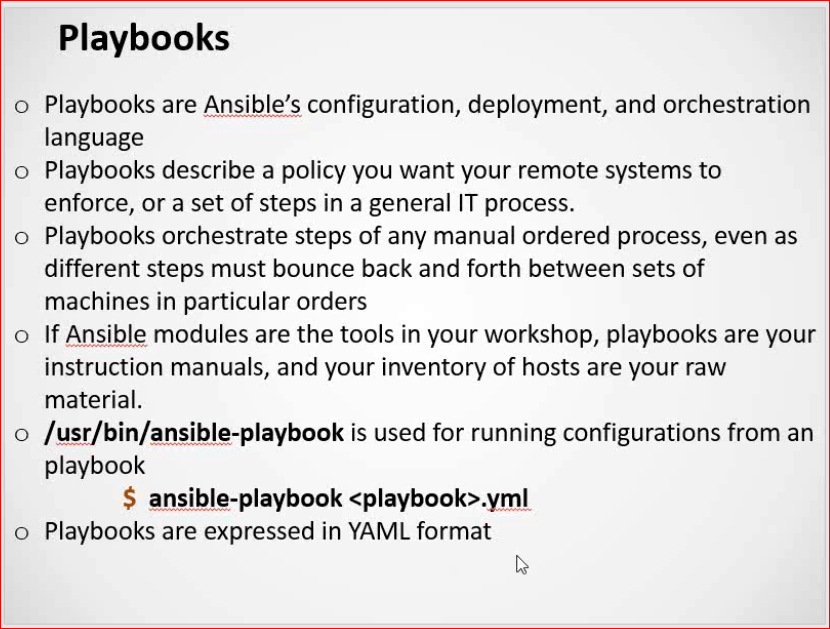 Playbooks
o Playbooks are Ansible's configuration, deployment, and orchestration
language
o Playbooks describe a policy you want your remote systems to
enforce, or a set of steps in a general IT process.
o Playbooks orchestrate steps of any manual ordered process, even as
different steps must bounce back and forth between sets of
machines in particular orders
o If Ansible modules are the tools in your workshop, playbooks are your
instruction manuals, and your inventory of hosts are your raw
material.
o /usr/bin/ansible-playbook is used for running configurations from an
playbook
$ ansible-playbook <playbook>.yml
o Playbooks are expressed in YAML format